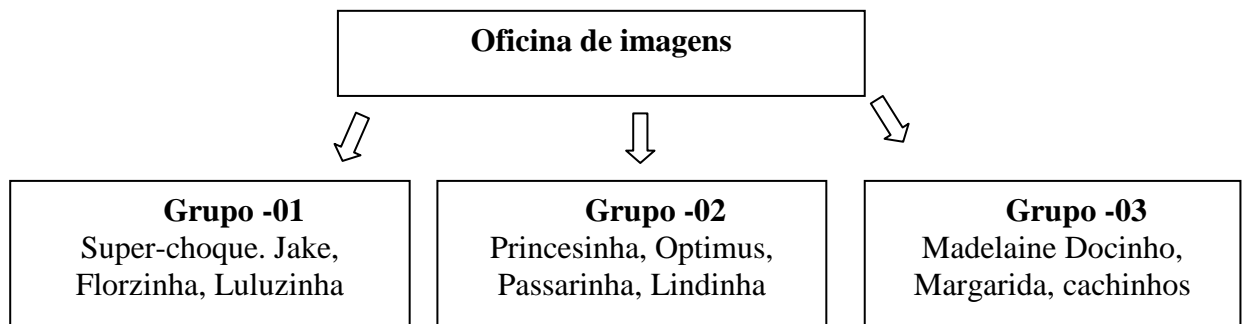 Oficina de imagens
Grupo -01
Super-choque. Jake,
Florzinha, Luluzinha
Grupo -02
Princesinha, Optimus,
Passarinha, Lindinha
Grupo -03
Madelaine Docinho,
Margarida, cachinhos